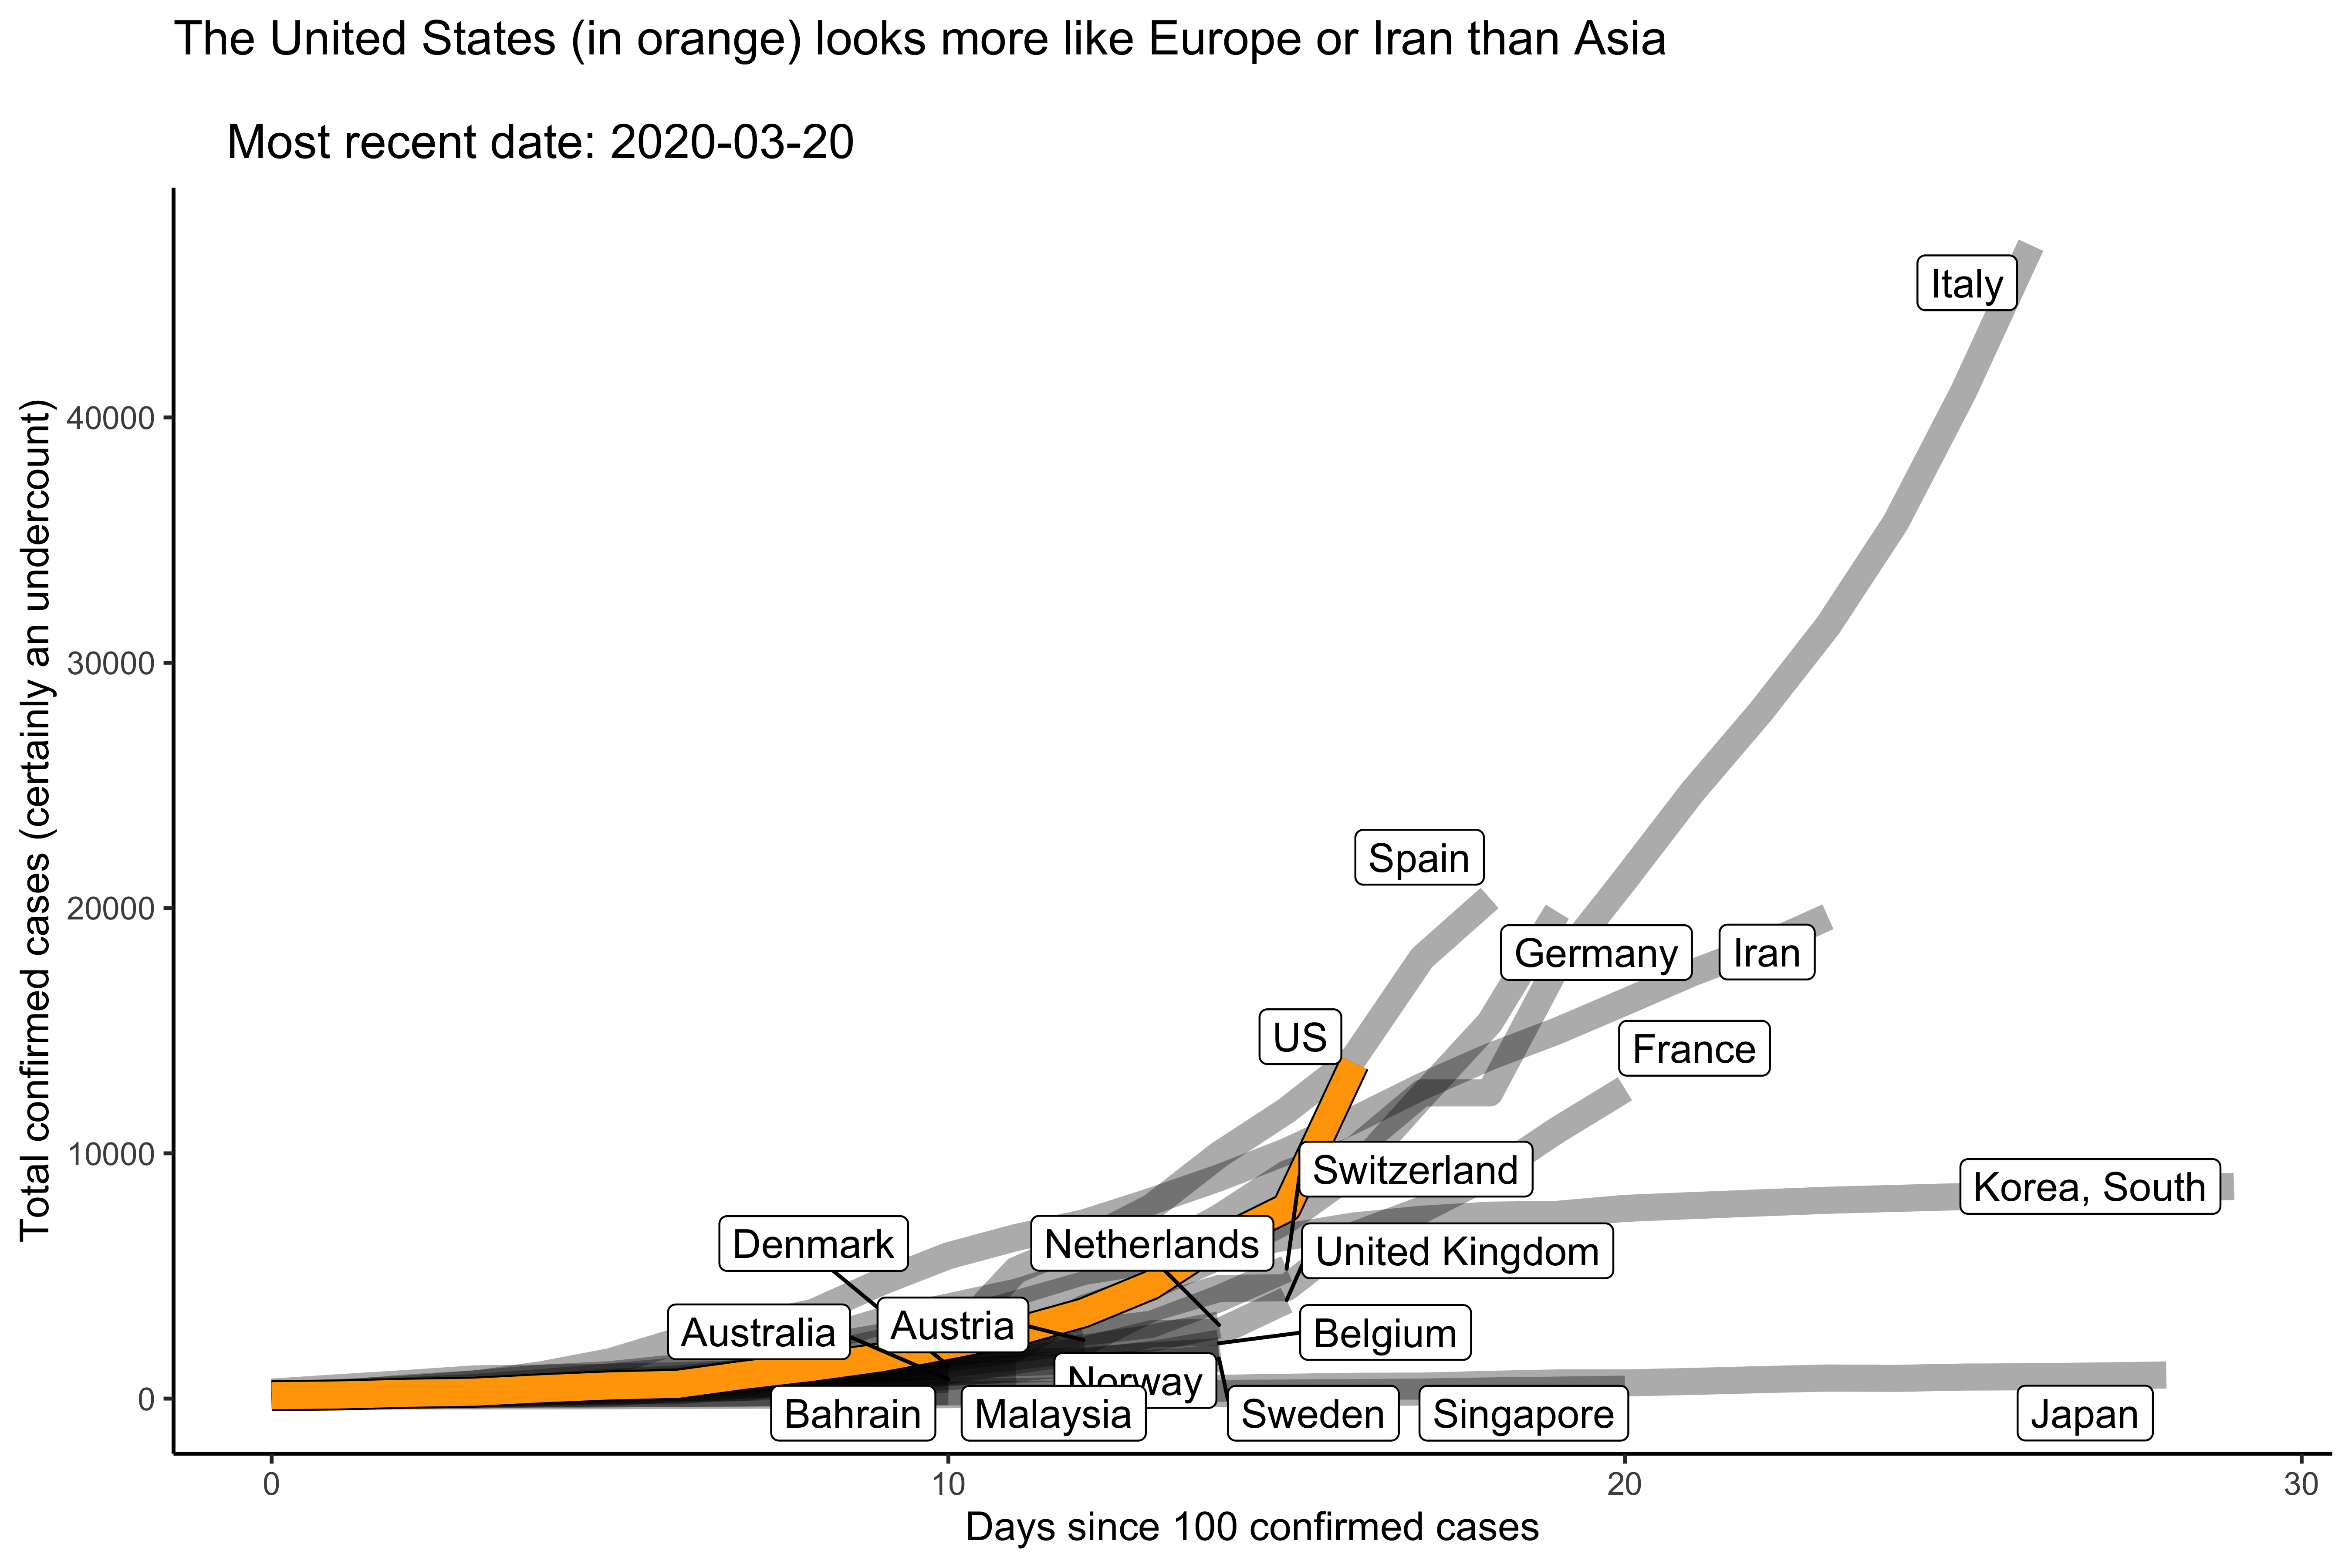 The United States (in orange) looks more like Europe or Iran than Asia
Most recent date: 2020-03-20
Total confirmed cases (certainly an undercount)
40000
30000
20000
10000
0
Italy
Spain
Germany
Iran
US
France
Switzerland
Korea, South
Denmark
Netherlands
United Kingdom
Australia
Austria
Belgium
Norway
Bahrain
Malaysia
Sweden
Singapore
Japan
0
10
20
30
Days since 100 confirmed cases